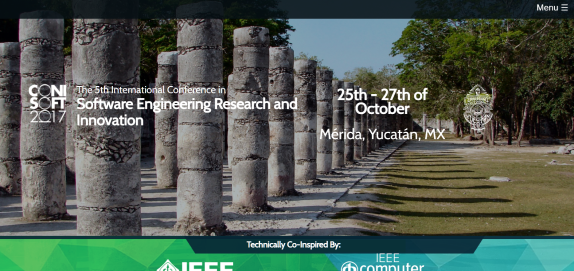 Menu ☰
CONI
SOFT
2017
The 5th International Conference in
Software Engineering Research and
Innovation
25th - 27th of
October
Mérida, Yucatán, MX
Technically Co-Inspired By:
IEEE
IEEE
computer